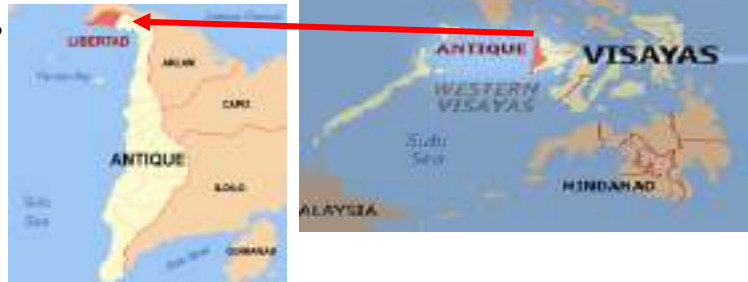 LIBERTAD
AKLAN
CAPIZ
ANTIQUE
ILOILO
Sulu
Sea
GUIMARAS
ANTIQUE
VISAYAS
WESTERN
VISAYAS
Sulu
Sea
MINDANAO
ALAYSIA